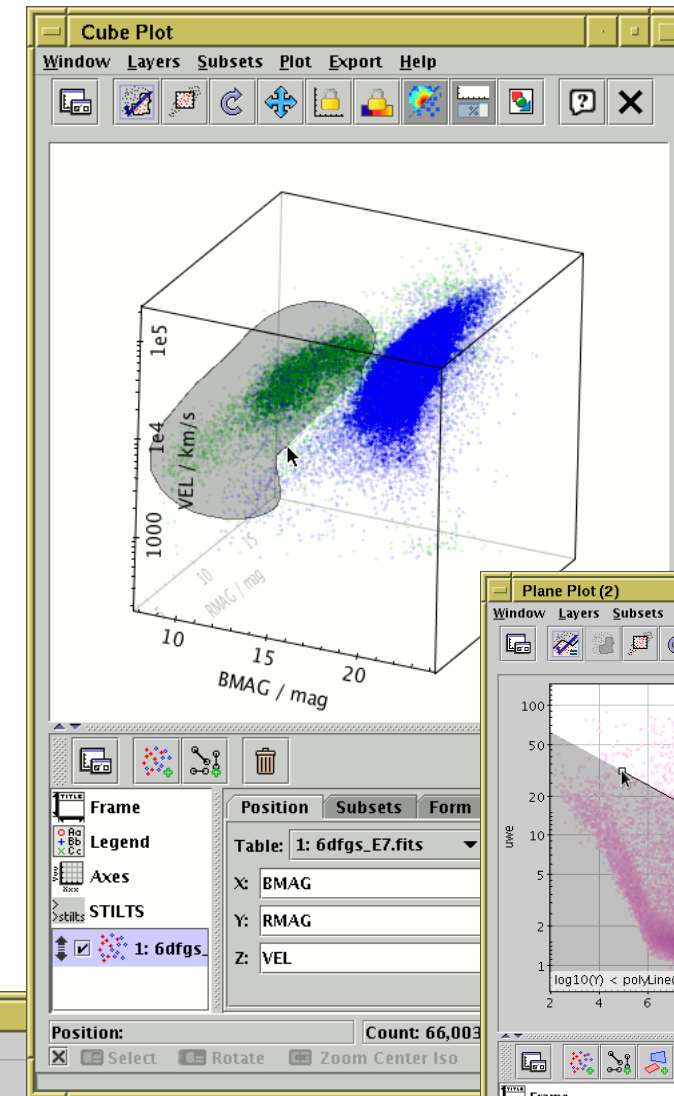 Cube Plot
Window Layers Subsets Plot Export Help
1e5
1e4
1000
VEL / km/s
15
10
5
RMAG / mag
10
15
20
BMAG / mag
Frame
Legend
Axes
STILTS
1: 6dfgs_
Position Subsets Form
Table: 1: 6dfgs_E7.fits
X: BMAG
Y: RMAG
Z: VEL
Position:
Count: 66,003
Select Rotate Zoom Center Iso
Plane Plot (2)
Window Layers Subsets
100
50
20
10
5
2
1
uwe
log10(Y) < polyLine(
2 4 6
Frame